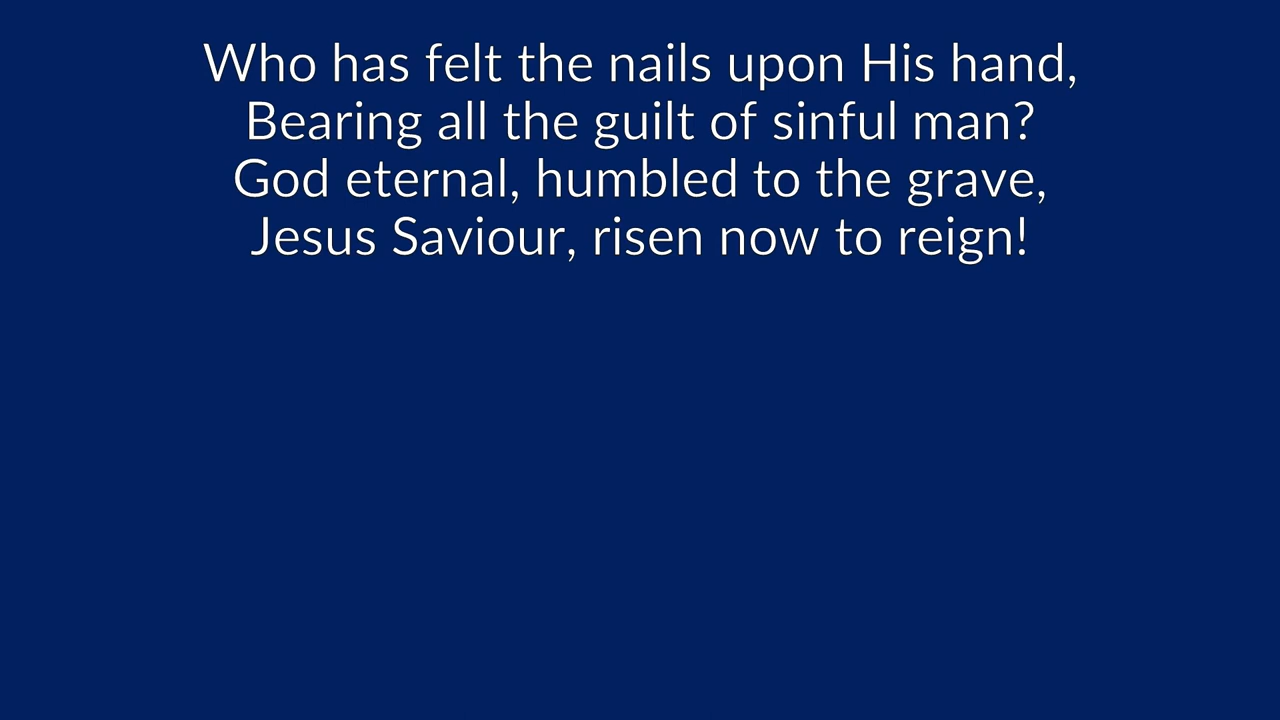 Who has felt the nails upon His hand,
Bearing all the guilt of sinful man?
God eternal, humbled to the grave,
Jesus Saviour, risen now to reign!